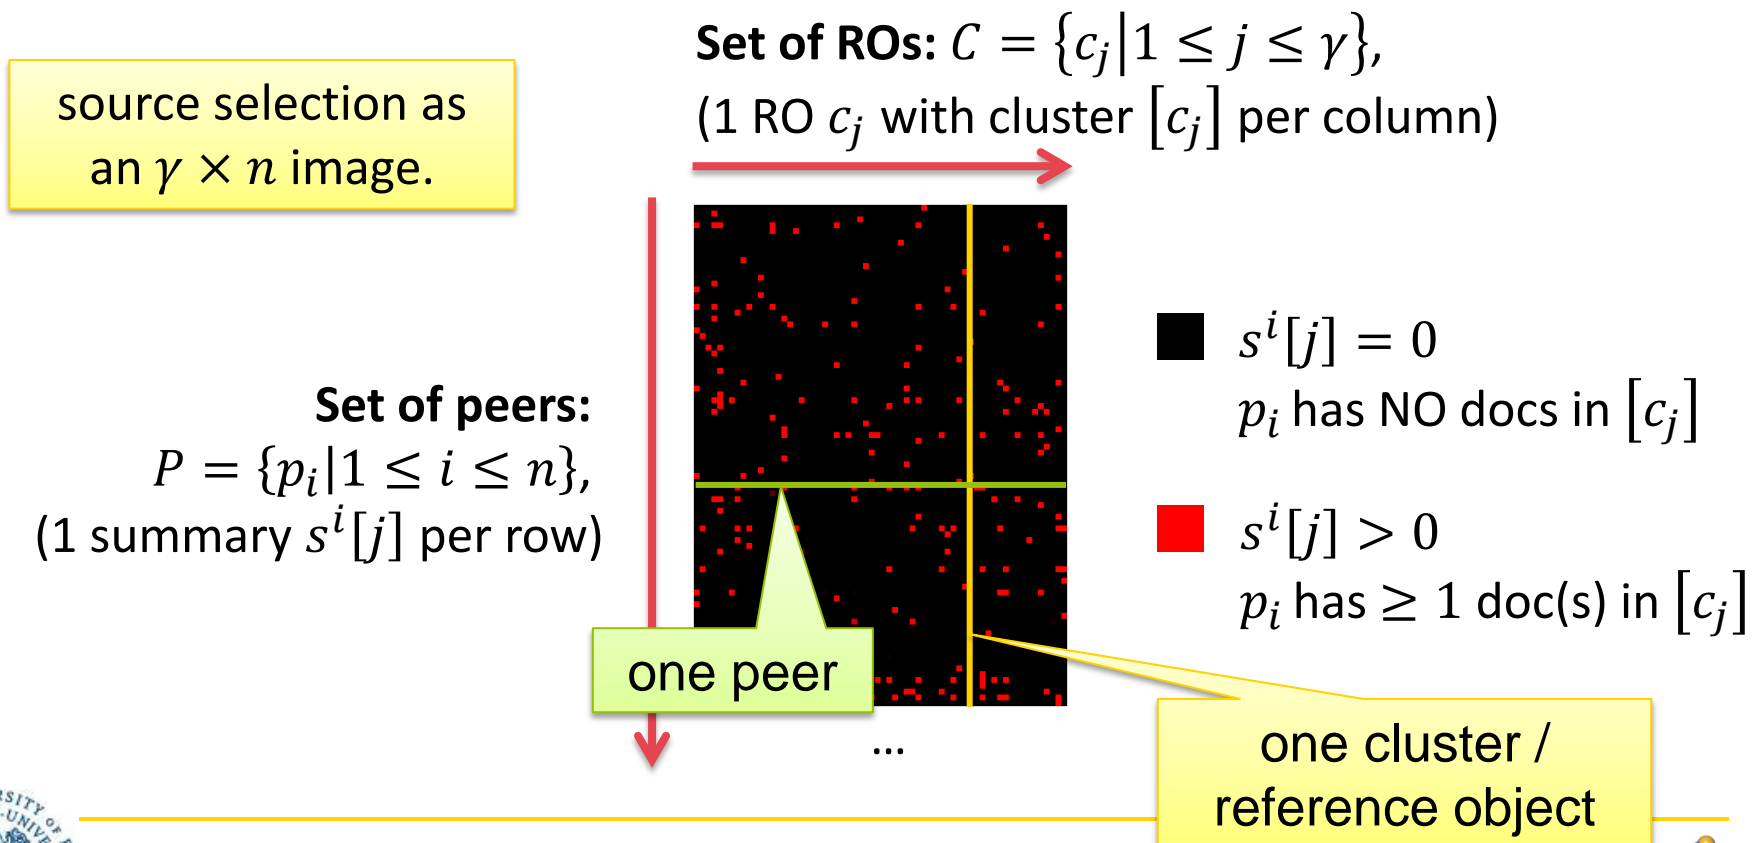 Set of ROs: C = {c_j|1 ≤ j ≤ γ},
(1 RO c_j with cluster [c_j] per column)
source selection as
an γ × n image.
Set of peers:
P = {p_i|1 ≤ i ≤ n},
(1 summary s^i[j] per row)
s^i[j] = 0
p_i has NO docs in [c_j]
s^i[j] > 0
p_i has ≥ 1 doc(s) in [c_j]
one peer
...
one cluster /
reference object